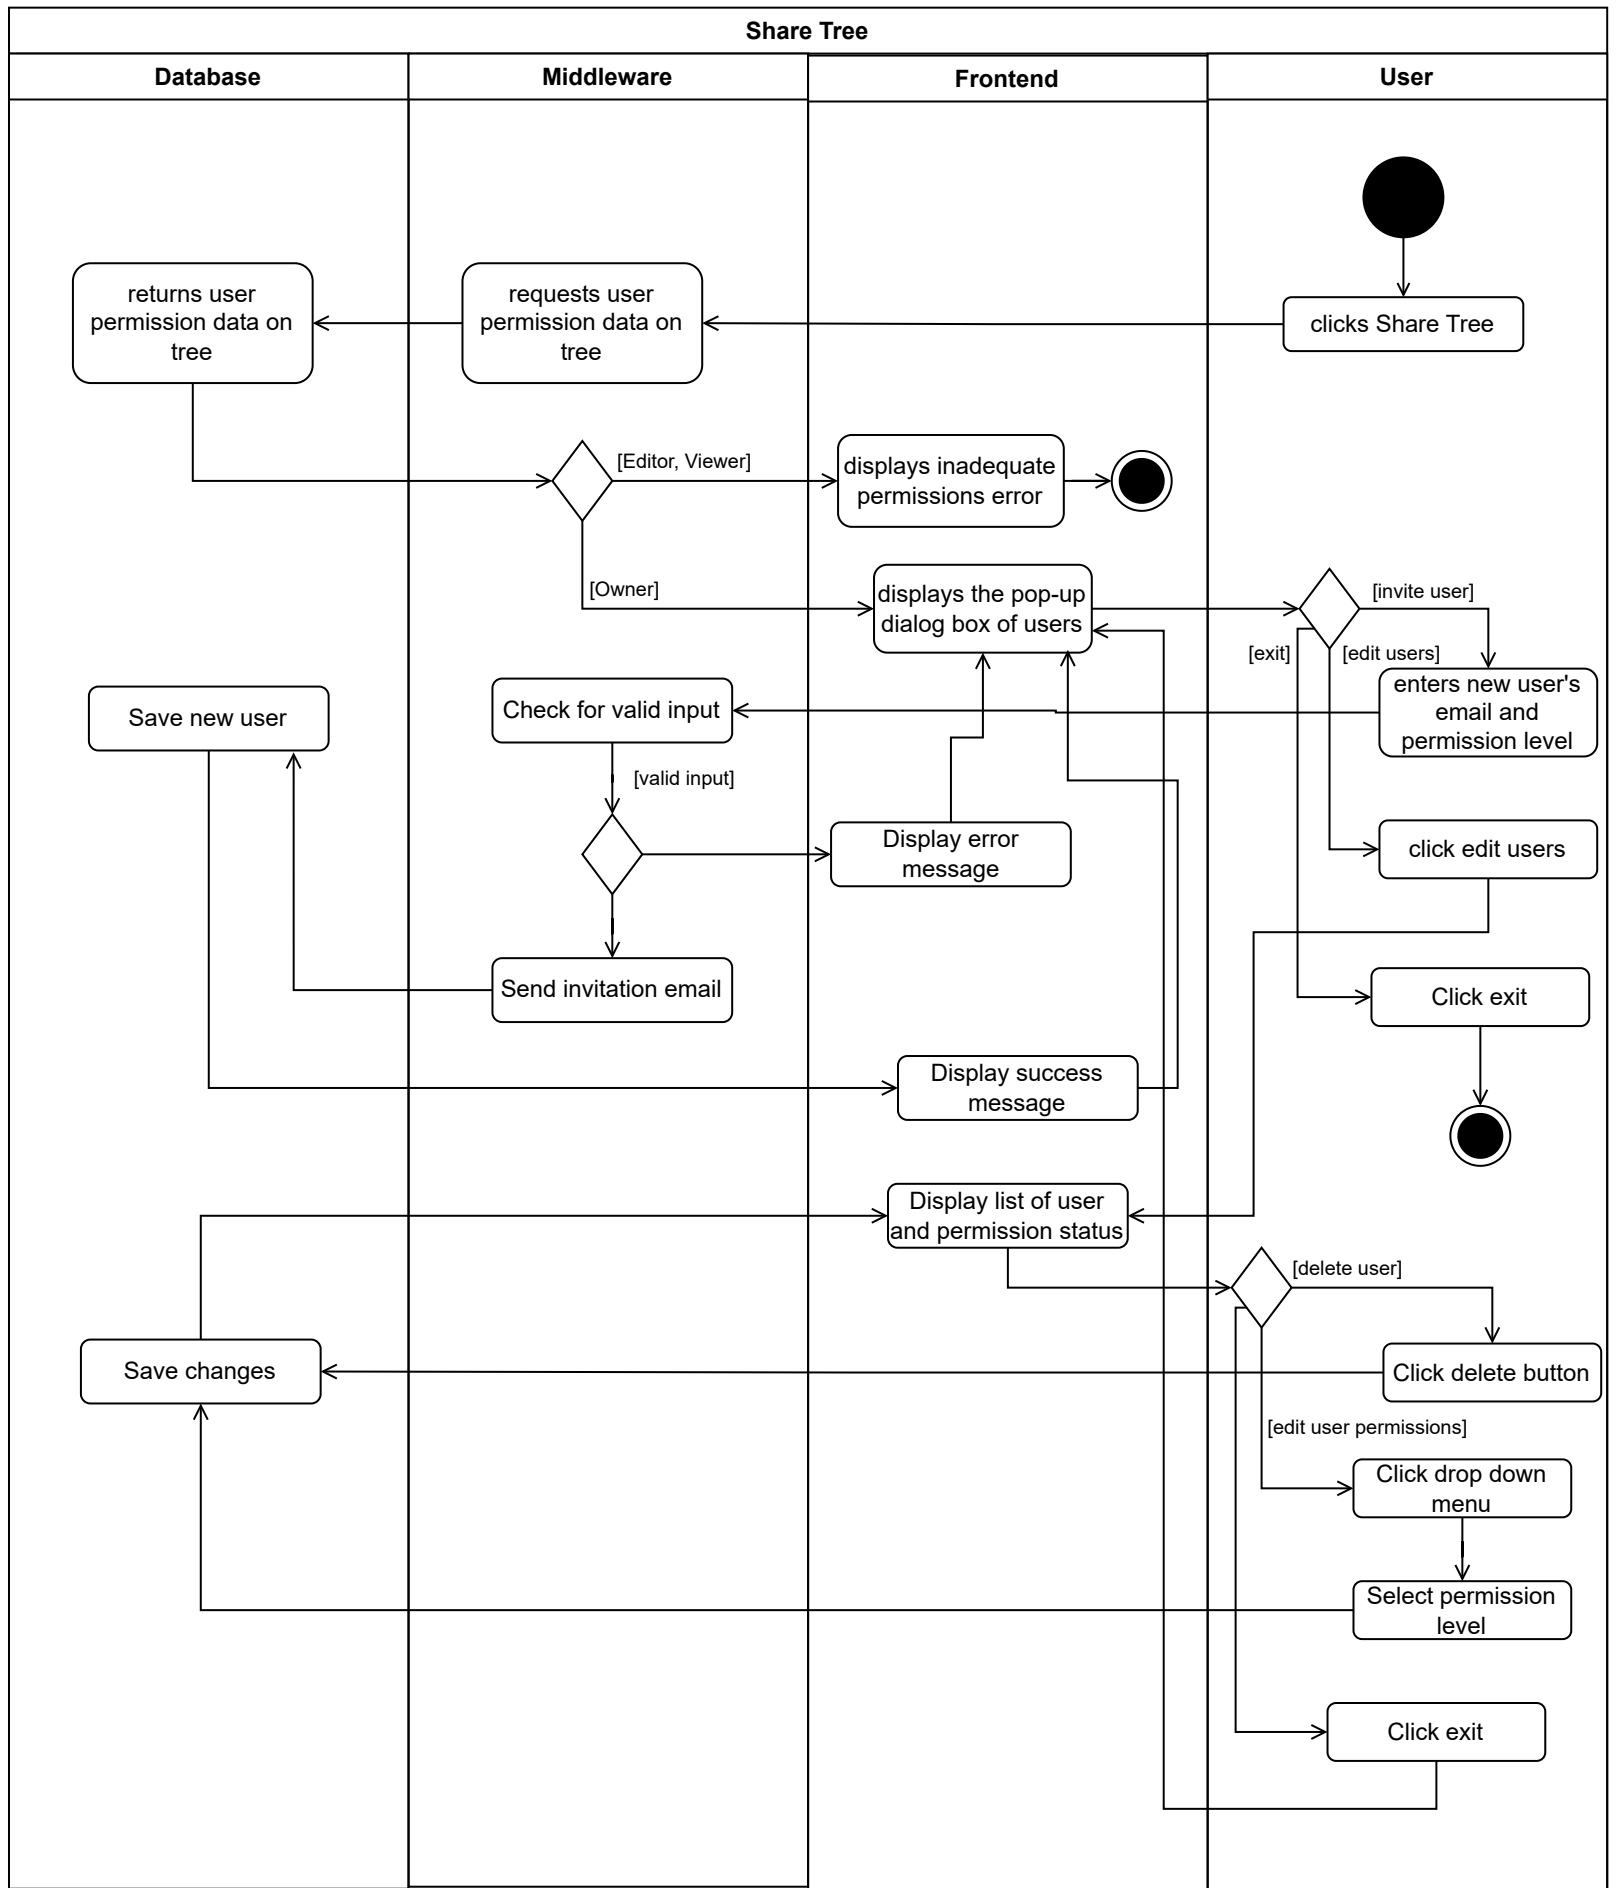 Share Tree
Database
Middleware
Frontend
User
returns user
permission data on
tree
requests user
permission data on
tree
clicks Share Tree
[Editor, Viewer]
displays inadequate
permissions error
[Owner]
displays the pop-up
dialog box of users
[invite user]
[exit]
[edit users]
enters new user's
email and
permission level
Save new user
Check for valid input
[valid input]
Display error
message
click edit users
Send invitation email
Click exit
Display success
message
Display list of user
and permission status
[delete user]
Save changes
Click delete button
[edit user permissions]
Click drop down
menu
Select permission
level
Click exit